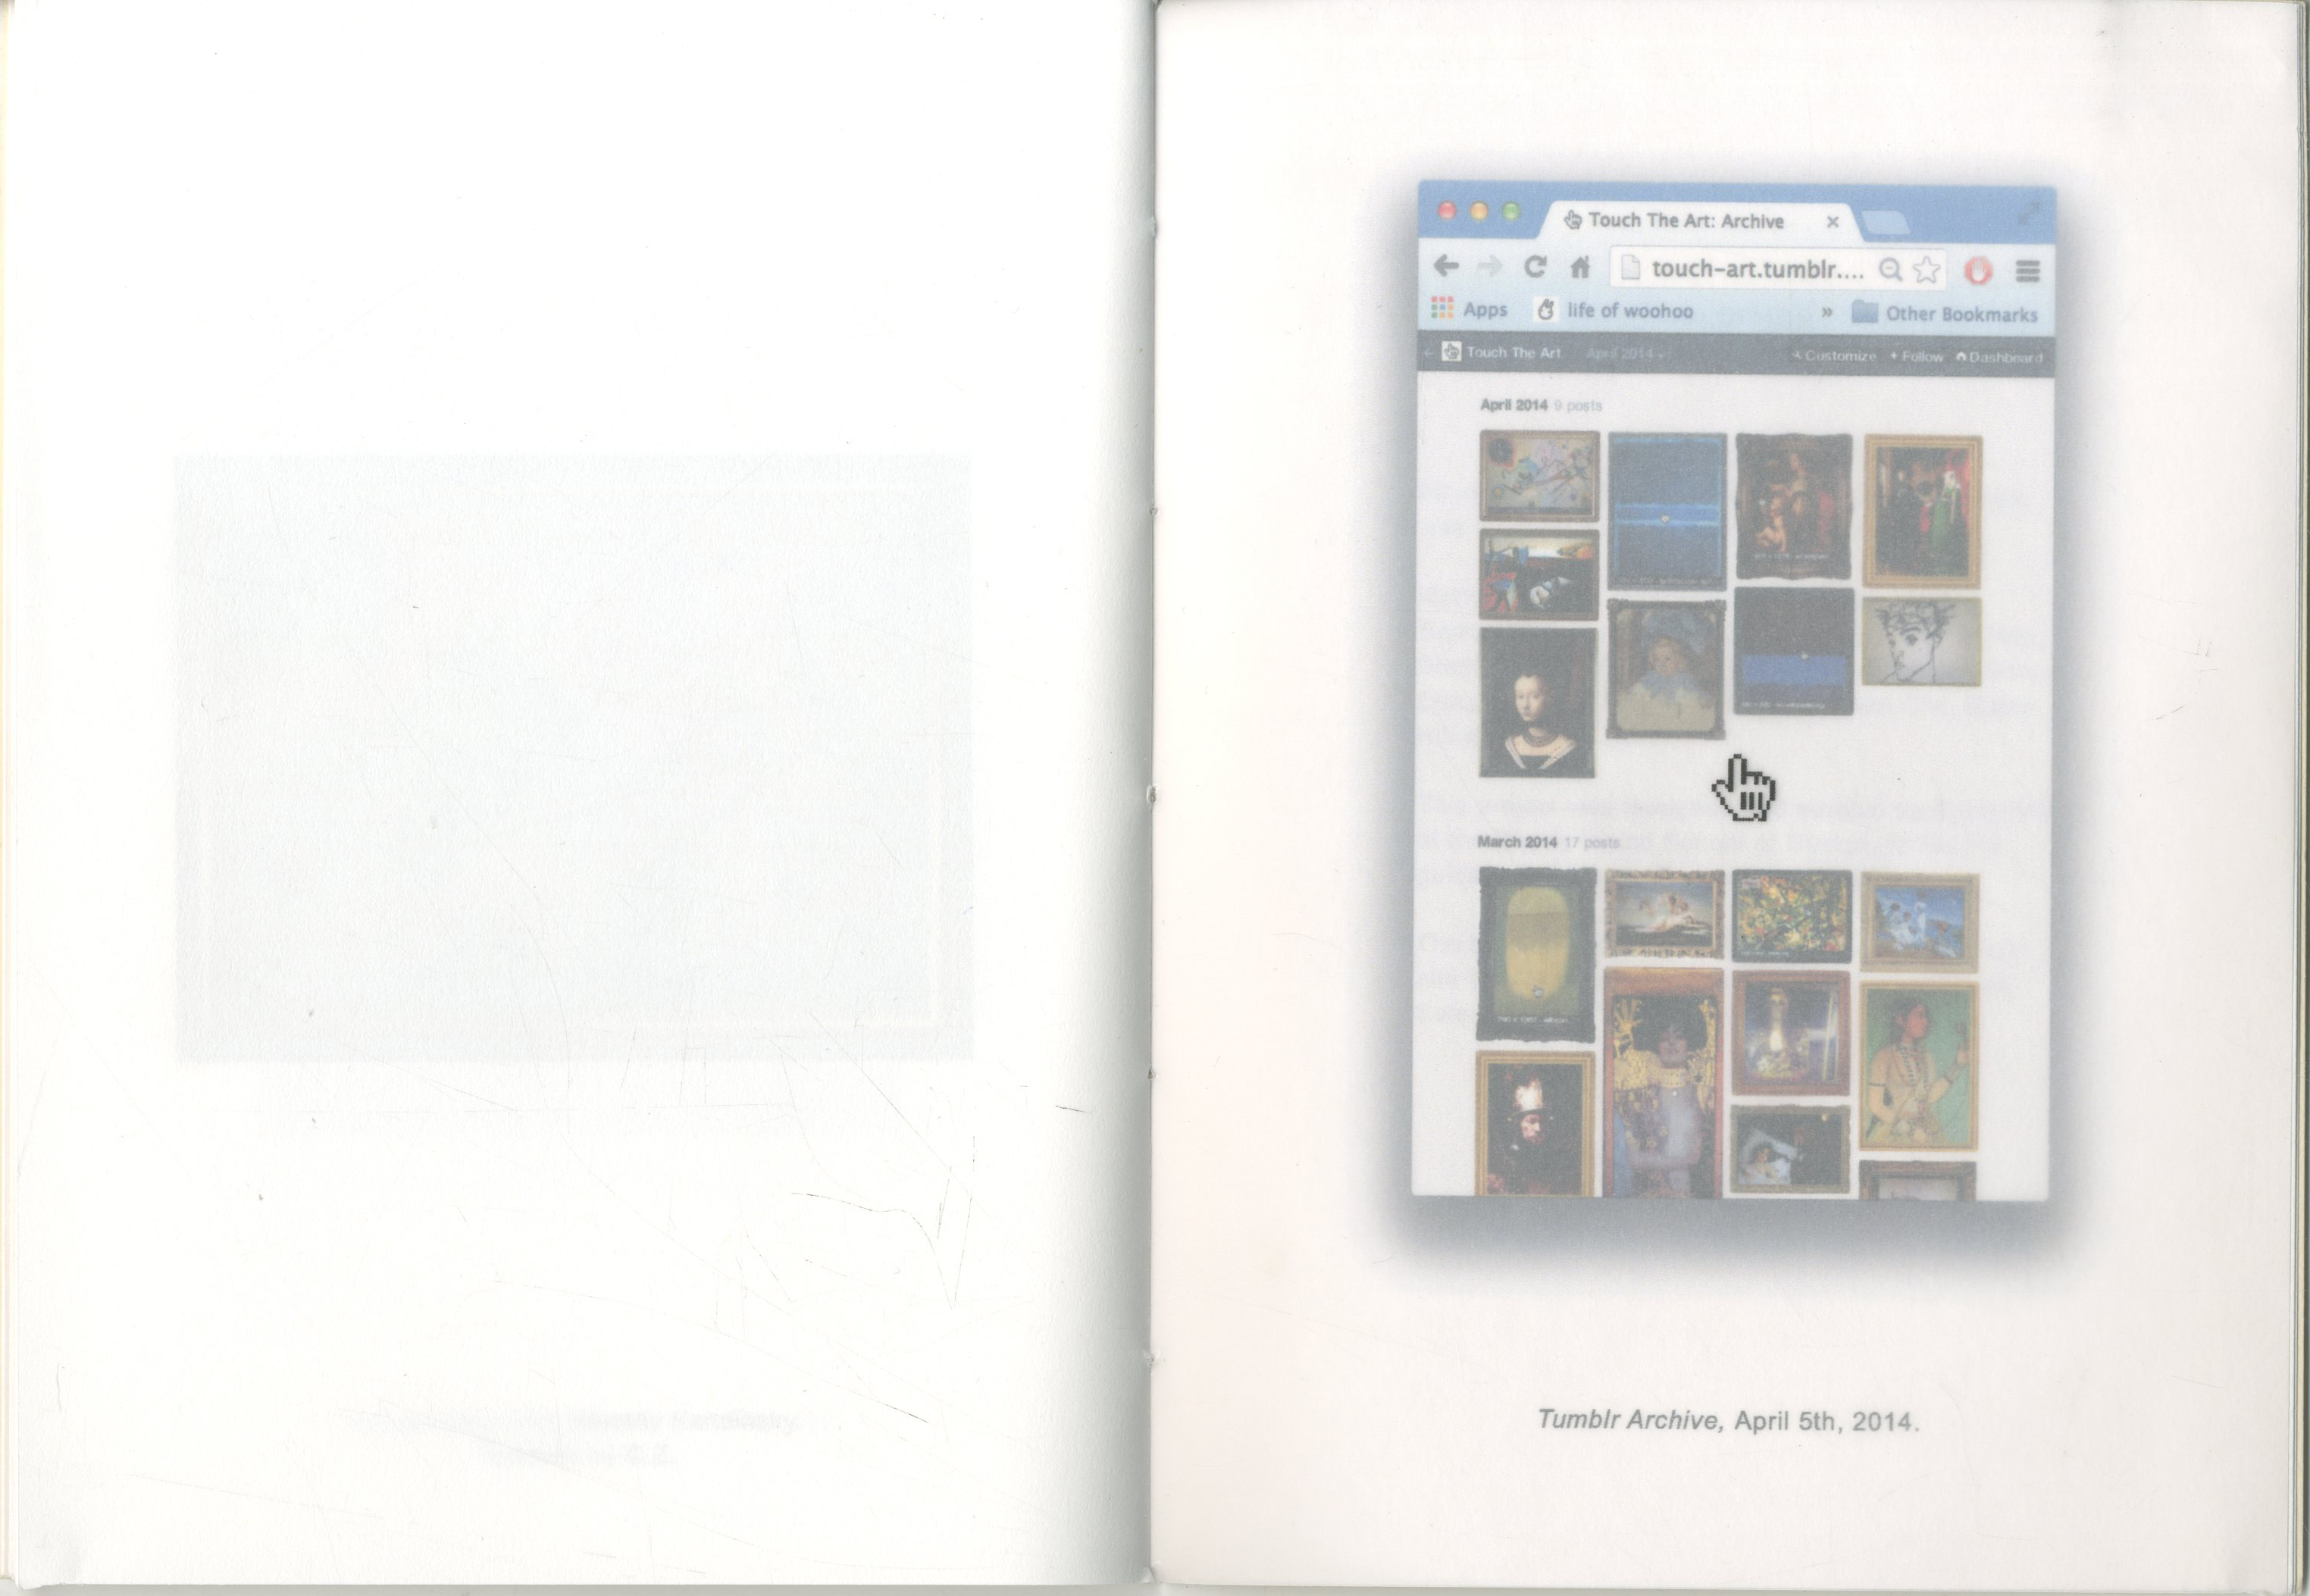 Touch The Art: Archive
touch-art.tumblr....
Apps life of woohoo » Other Bookmarks
Touch The Art April 2014 Customize + Follow Dashboard
April 2014 9 posts
March 2014 17 posts
Tumblr Archive, April 5th, 2014.